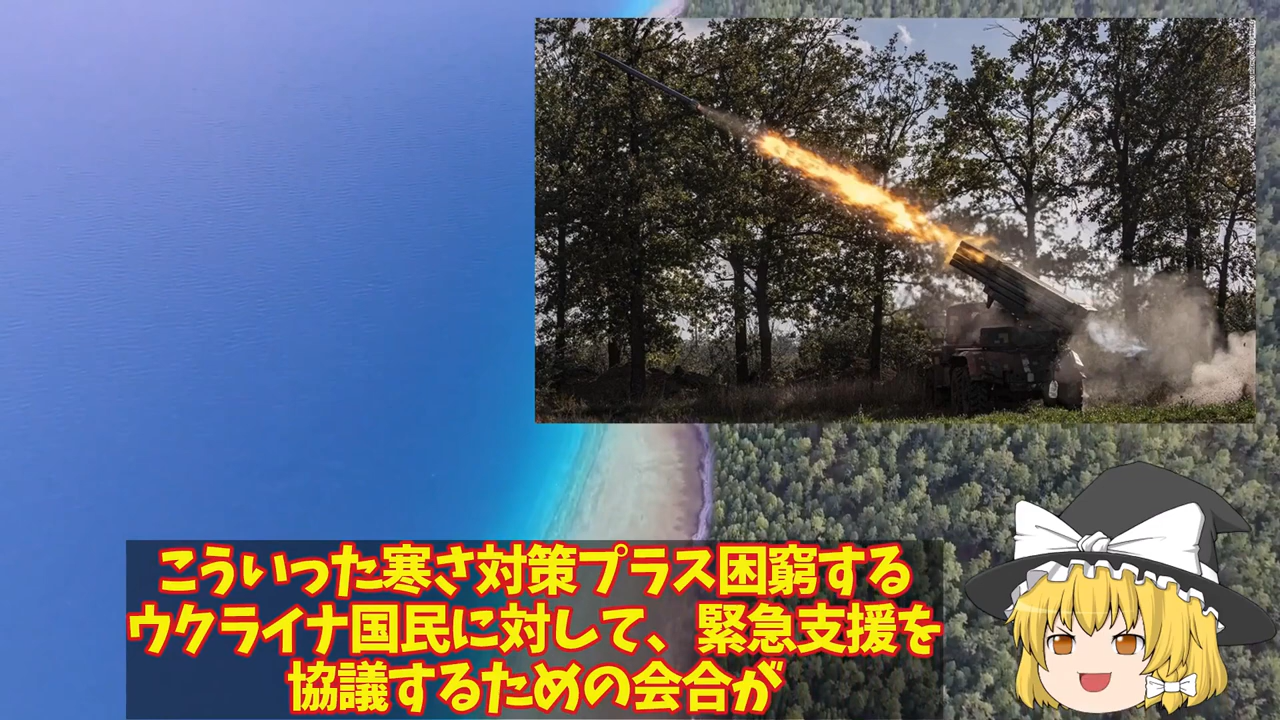 こういった寒さ対策プラス困窮する
ウクライナ国民に対して、緊急支援を
協議するための会合が